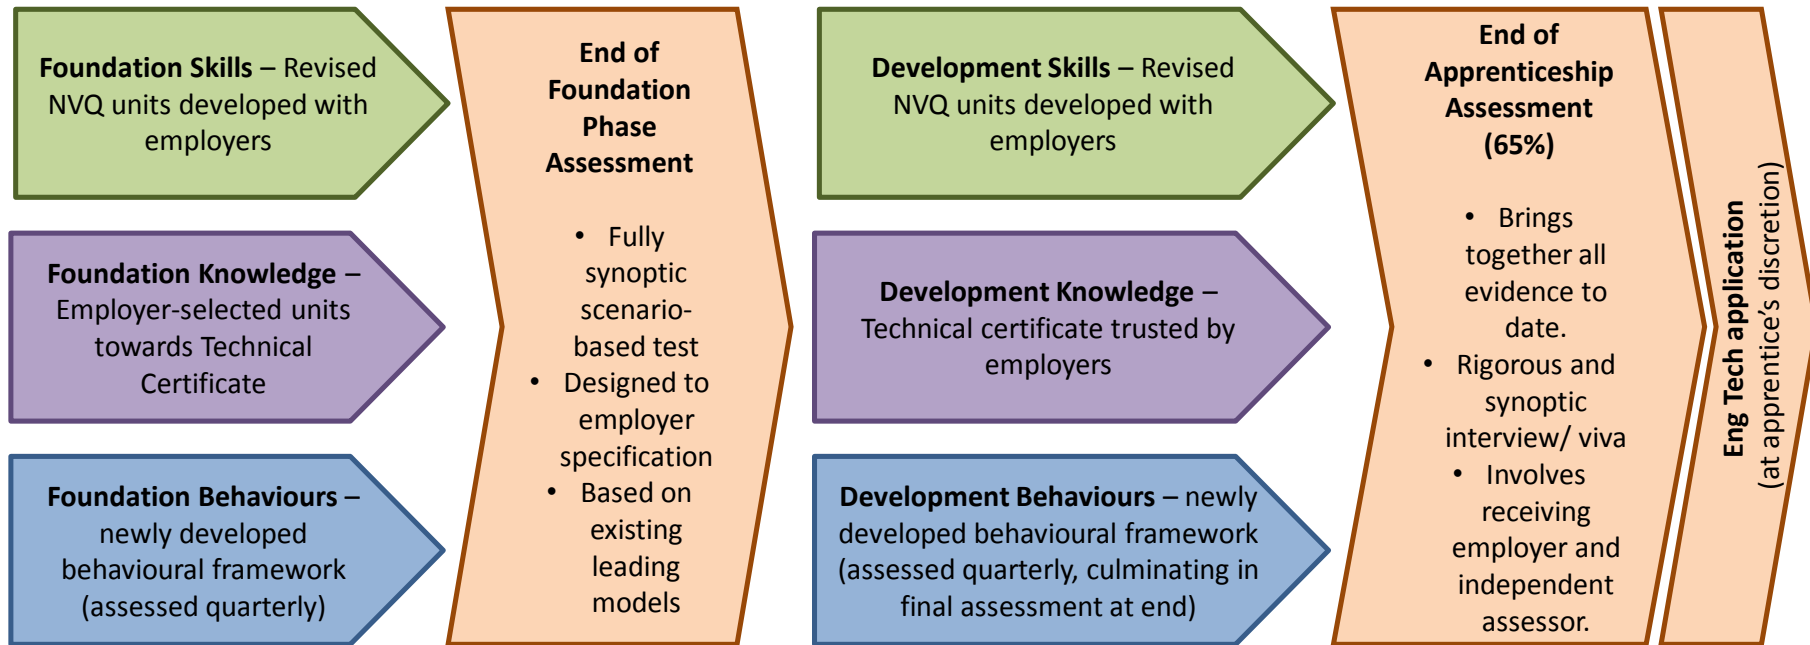 Foundation Skills – Revised
NVQ units developed with
employers
Foundation Knowledge –
Employer-selected units
towards Technical
Certificate
Foundation Behaviours –
newly developed
behavioural framework
(assessed quarterly)
End of
Foundation
Phase
Assessment
• Fully
synoptic
scenario-
based test
• Designed to
employer
specification
• Based on
existing
leading
models
Development Skills – Revised
NVQ units developed with
employers
Development Knowledge –
Technical certificate trusted by
employers
Development Behaviours – newly
developed behavioural framework
(assessed quarterly, culminating in
final assessment at end)
End of
Apprenticeship
Assessment
(65%)
• Brings
together all
evidence to
date.
• Rigorous and
synoptic
interview/ viva
• Involves
receiving
employer and
independent
assessor.
Eng Tech application
(at apprentice's discretion)